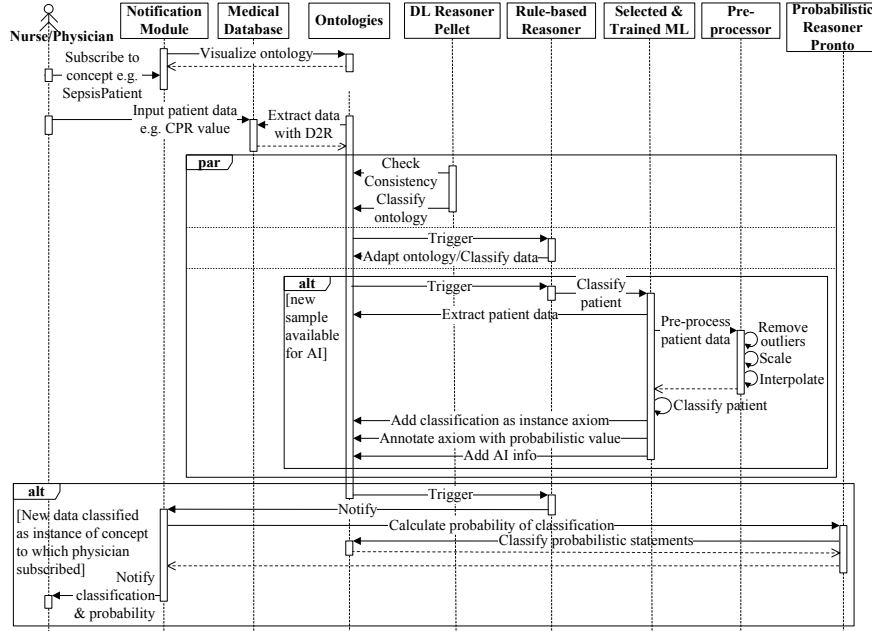 Nurse/Physician
Notification
Module
Medical
Database
Ontologies
DL Reasoner
Pellet
Rule-based
Reasoner
Selected &
Trained ML
Pre-
processor
Probabilistic
Reasoner
Pronto
Subscribe to
concept e.g.
SepsisPatient
Visualize ontology
Input patient data
e.g. CPR value
Extract data
with D2R
par
Check
Consistency
Classify
ontology
Trigger
Adapt ontology/Classify data
alt
[new
sample
available
for AI]
Trigger
Classify
patient
Extract patient data
Pre-process
patient data
Remove
outliers
Scale
Interpolate
Classify patient
Add classification as instance axiom
Annotate axiom with probabilistic value
Add AI info
alt
[New data classified
as instance of concept
to which physician
subscribed]
Trigger
Notify
Calculate probability of classification
Classify probabilistic statements
Notify
classification
& probability